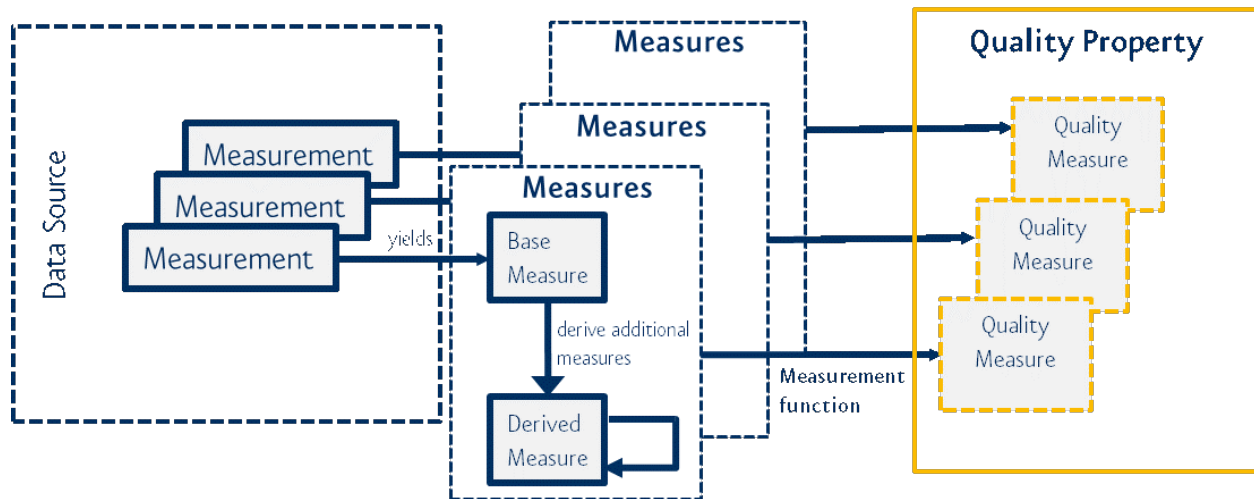 Data Source
Measurement
Measurement
Measurement
yields
Measures
Measures
Measures
Base
Measure
derive additional
measures
Derived
Measure
Measurement
function
Quality Property
Quality
Measure
Quality
Measure
Quality
Measure